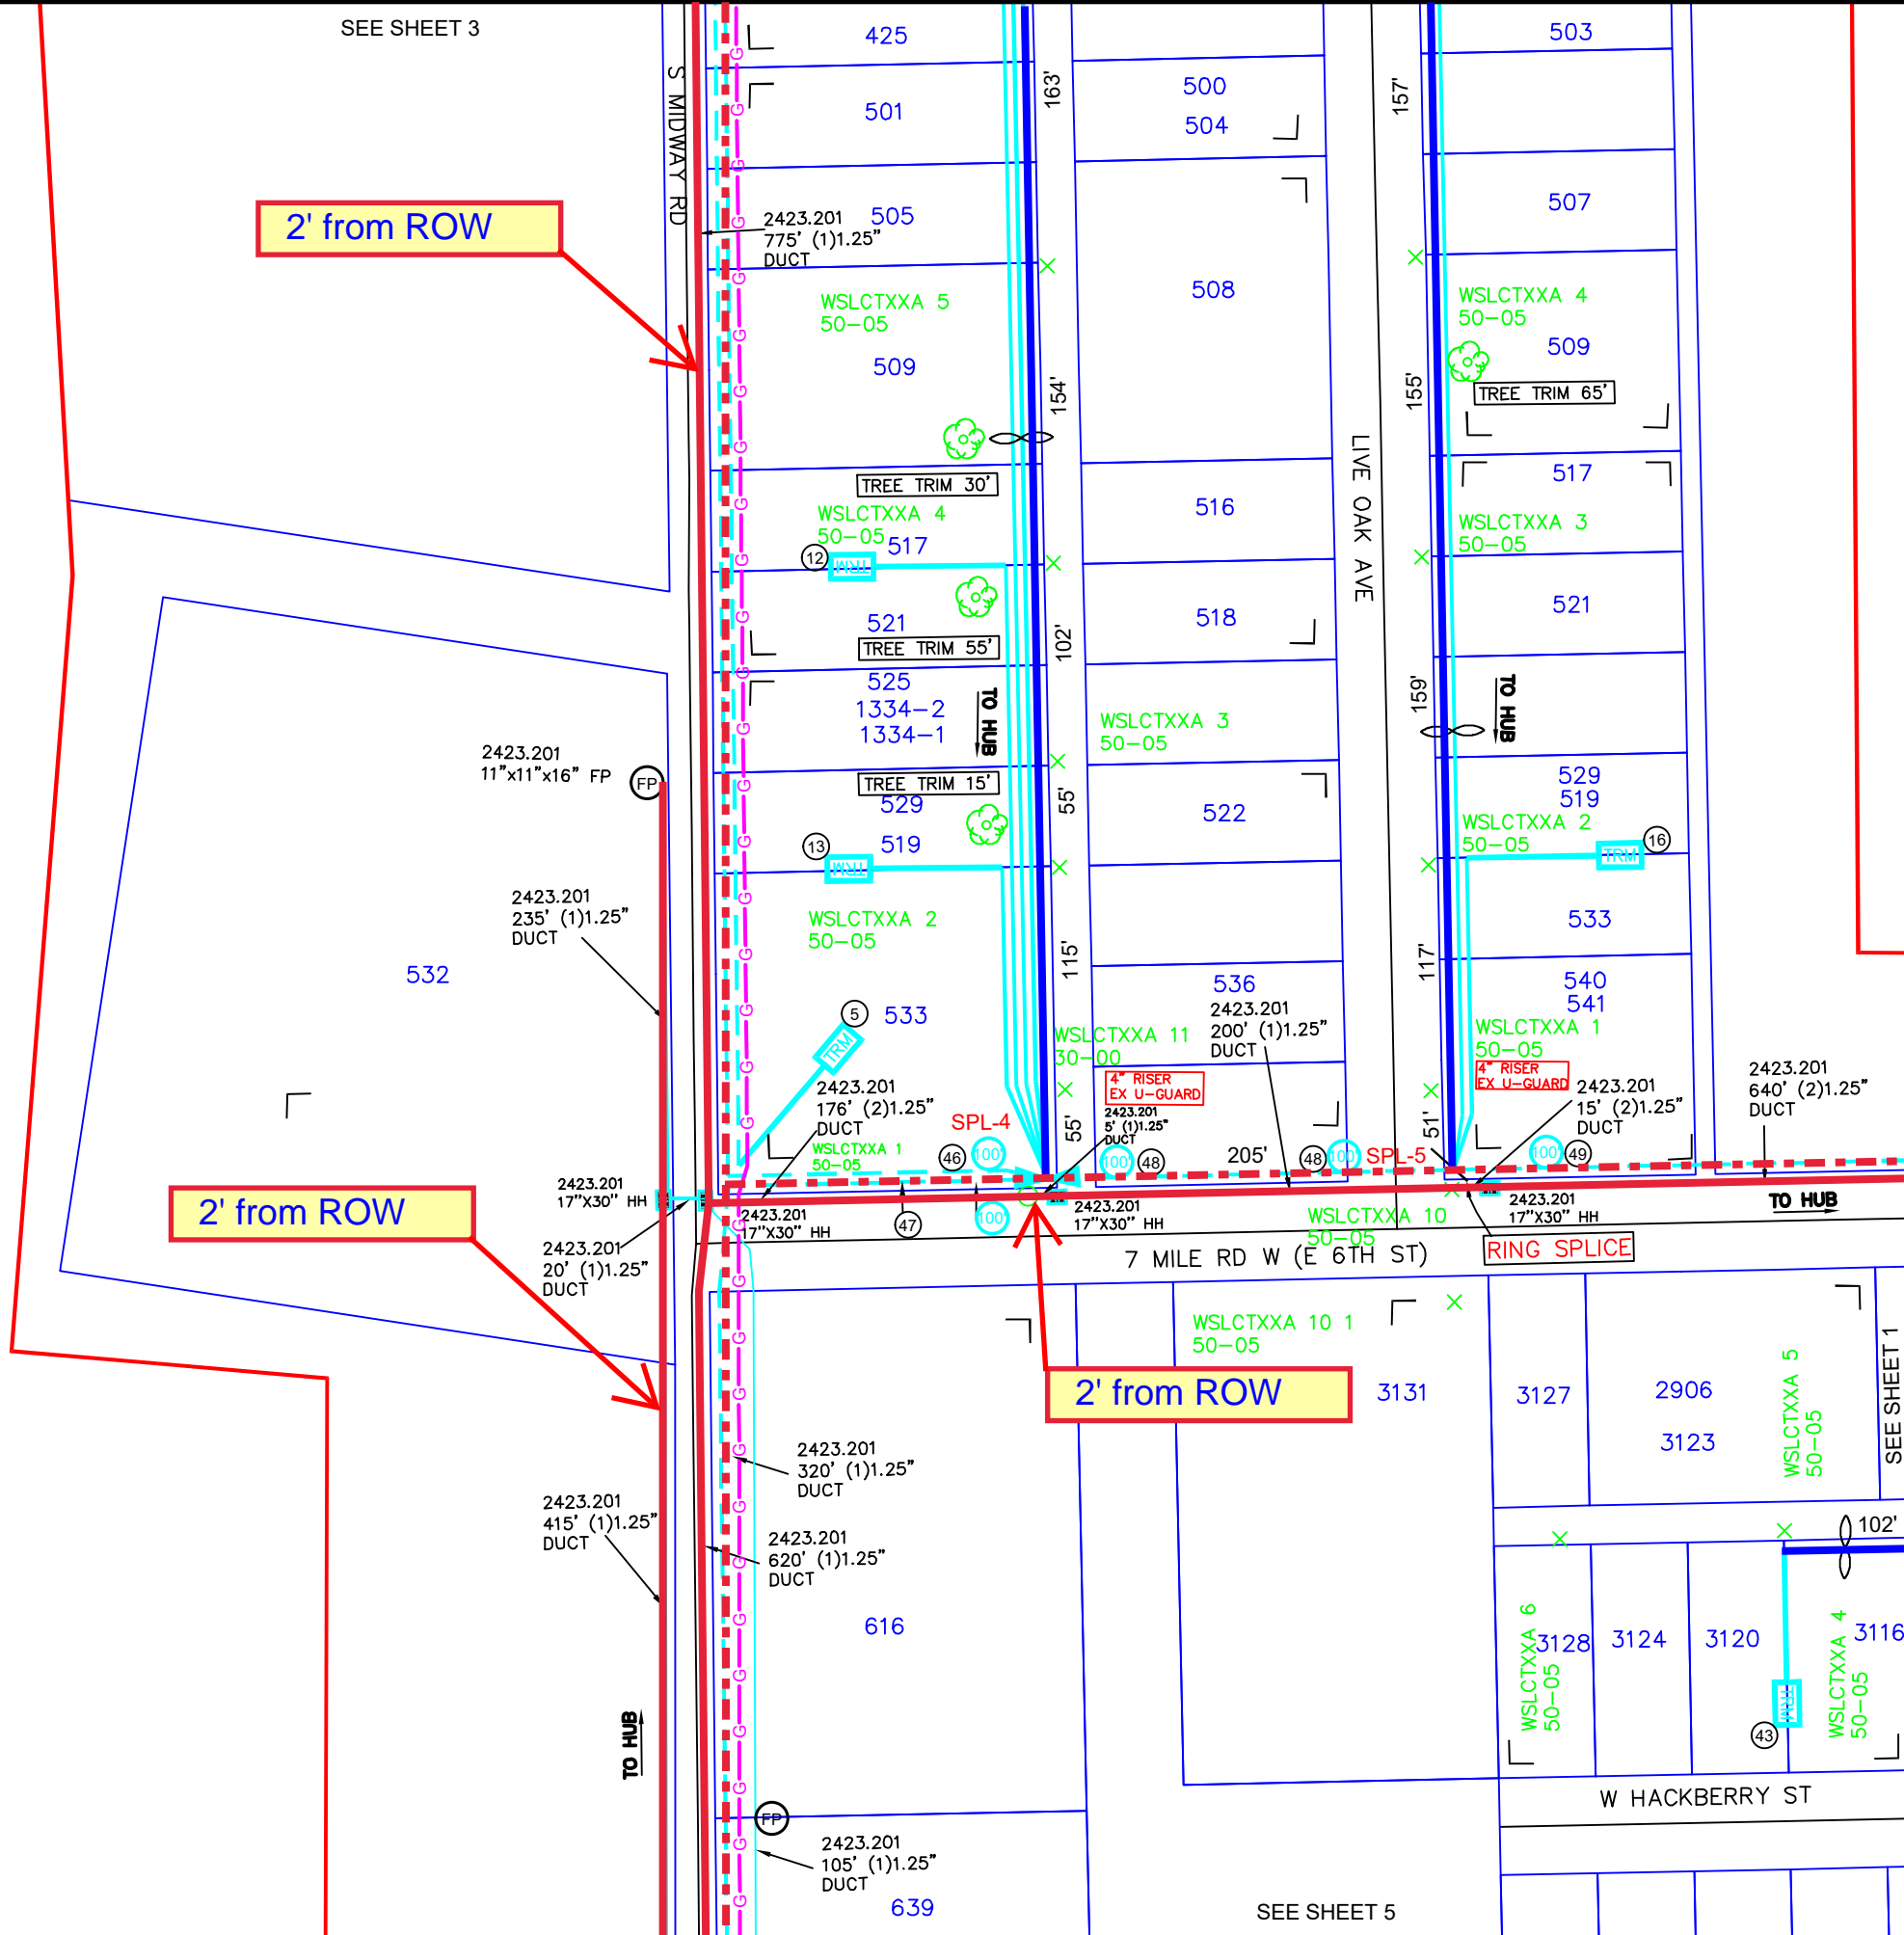 SEE SHEET 3
425
503
S MIDWAY RD
163'
157'
500
504
501
507
2' from ROW
2423.201
775' (1)1.25"
DUCT
505
508
WSLCTXXA 5
50-05
509
154'
WSLCTXXA 4
50-05
509
155'
TREE TRIM 65'
LIVE OAK AVE
TREE TRIM 30'
WSLCTXXA 4
50-05
517
12
TRM
516
517
WSLCTXXA 3
50-05
521
TREE TRIM 55'
102'
518
521
525
1334-2
1334-1
TO HUB
WSLCTXXA 3
50-05
159'
TO HUB
2423.201
11"x11"x16" FP
FP
TREE TRIM 15'
529
519
13
TRM
55'
522
529
519
WSLCTXXA 2
50-05
TRM
16
2423.201
235' (1)1.25"
DUCT
532
WSLCTXXA 2
50-05
533
115'
117'
533
536
2423.201
200' (1)1.25"
DUCT
540
541
5
TRM
WSLCTXXA 11
30-00
WSLCTXXA 1
50-05
4" RISER
EX U-GUARD
4" RISER
EX U-GUARD
2423.201
176' (2)1.25"
DUCT
2423.201
5' (1)1.25"
DUCT
2423.201
15' (2)1.25"
DUCT
2423.201
640' (2)1.25"
DUCT
SPL-4
WSLCTXXA 1
50-05
46
100'
55'
100'
48
205'
48
100'
SPL-5
51'
100'
49
2423.201
17"X30" HH
2' from ROW
2423.201
17"X30" HH
47
100'
2423.201
17"X30" HH
WSLCTXXA 10
50-05
2423.201
17"X30" HH
TO HUB
RING SPLICE
7 MILE RD W (E 6TH ST)
2423.201
20' (1)1.25"
DUCT
WSLCTXXA 10 1
50-05
2' from ROW
3131
3127
2906
3123
WSLCTXXA 5
50-05
SEE SHEET 1
2423.201
320' (1)1.25"
DUCT
2423.201
415' (1)1.25"
DUCT
2423.201
620' (1)1.25"
DUCT
102'
616
WSLCTXXA 6
50-05
3128
3124
3120
WSLCTXXA 4
50-05
3116
TRM
43
TO HUB
W HACKBERRY ST
FP
2423.201
105' (1)1.25"
DUCT
639
SEE SHEET 5
G